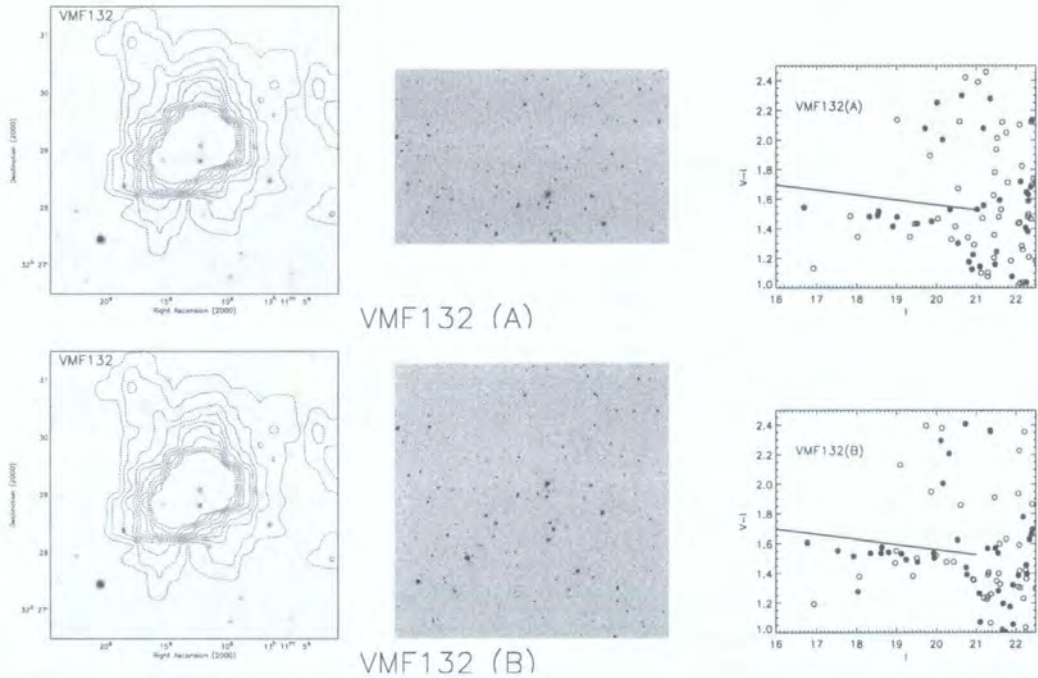 VMF132
31'
30
29
28
32° 27'
Declination (2000)
20ˢ
15ˢ
10ˢ
13ʰ 11ᵐ 5ˢ
Right Ascension (2000)
VMF132(A)
2.4
2.2
2.0
1.8
1.6
1.4
1.2
1.0
V-I
16
17
18
19
20
21
22
I
VMF132 (A)
VMF132
31'
30
29
28
32° 27'
Declination (2000)
20ˢ
15ˢ
10ˢ
13ʰ 11ᵐ 5ˢ
Right Ascension (2000)
VMF132(B)
2.4
2.2
2.0
1.8
1.6
1.4
1.2
1.0
V-I
16
17
18
19
20
21
22
I
VMF132 (B)